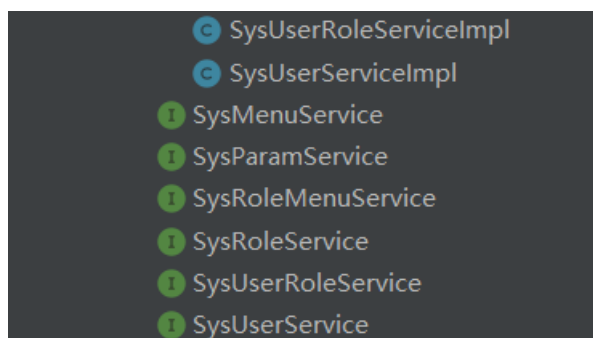 C SysUserRoleServiceImpl
C SysUserServiceImpl
I SysMenuService
I SysParamService
I SysRoleMenuService
I SysRoleService
I SysUserRoleService
I SysUserService